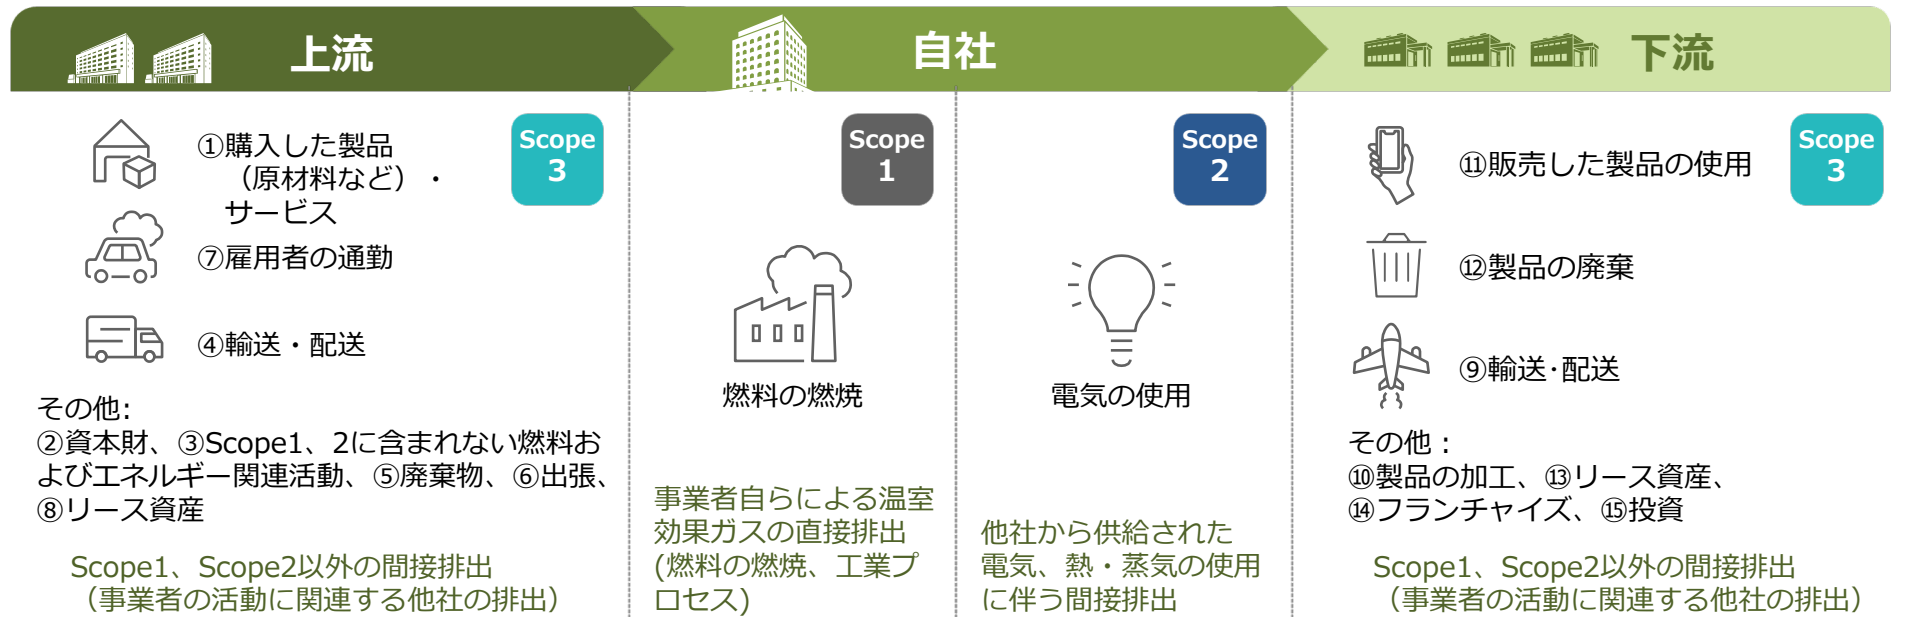 上流
自社
下流
①購入した製品
（原材料など）・
サービス
Scope
3
⑦雇用者の通勤
④輸送・配送
その他:
②資本財、③Scope1、2に含まれない燃料お
よびエネルギー関連活動、⑤廃棄物、⑥出張、
⑧リース資産
Scope1、Scope2以外の間接排出
（事業者の活動に関連する他社の排出）
Scope
1
燃料の燃焼
事業者自らによる温室
効果ガスの直接排出
(燃料の燃焼、工業プ
ロセス)
Scope
2
電気の使用
他社から供給された
電気、熱・蒸気の使用
に伴う間接排出
⑪販売した製品の使用
Scope
3
⑫製品の廃棄
⑨輸送･配送
その他：
⑩製品の加工、⑬リース資産、
⑭フランチャイズ、⑮投資
Scope1、Scope2以外の間接排出
（事業者の活動に関連する他社の排出）